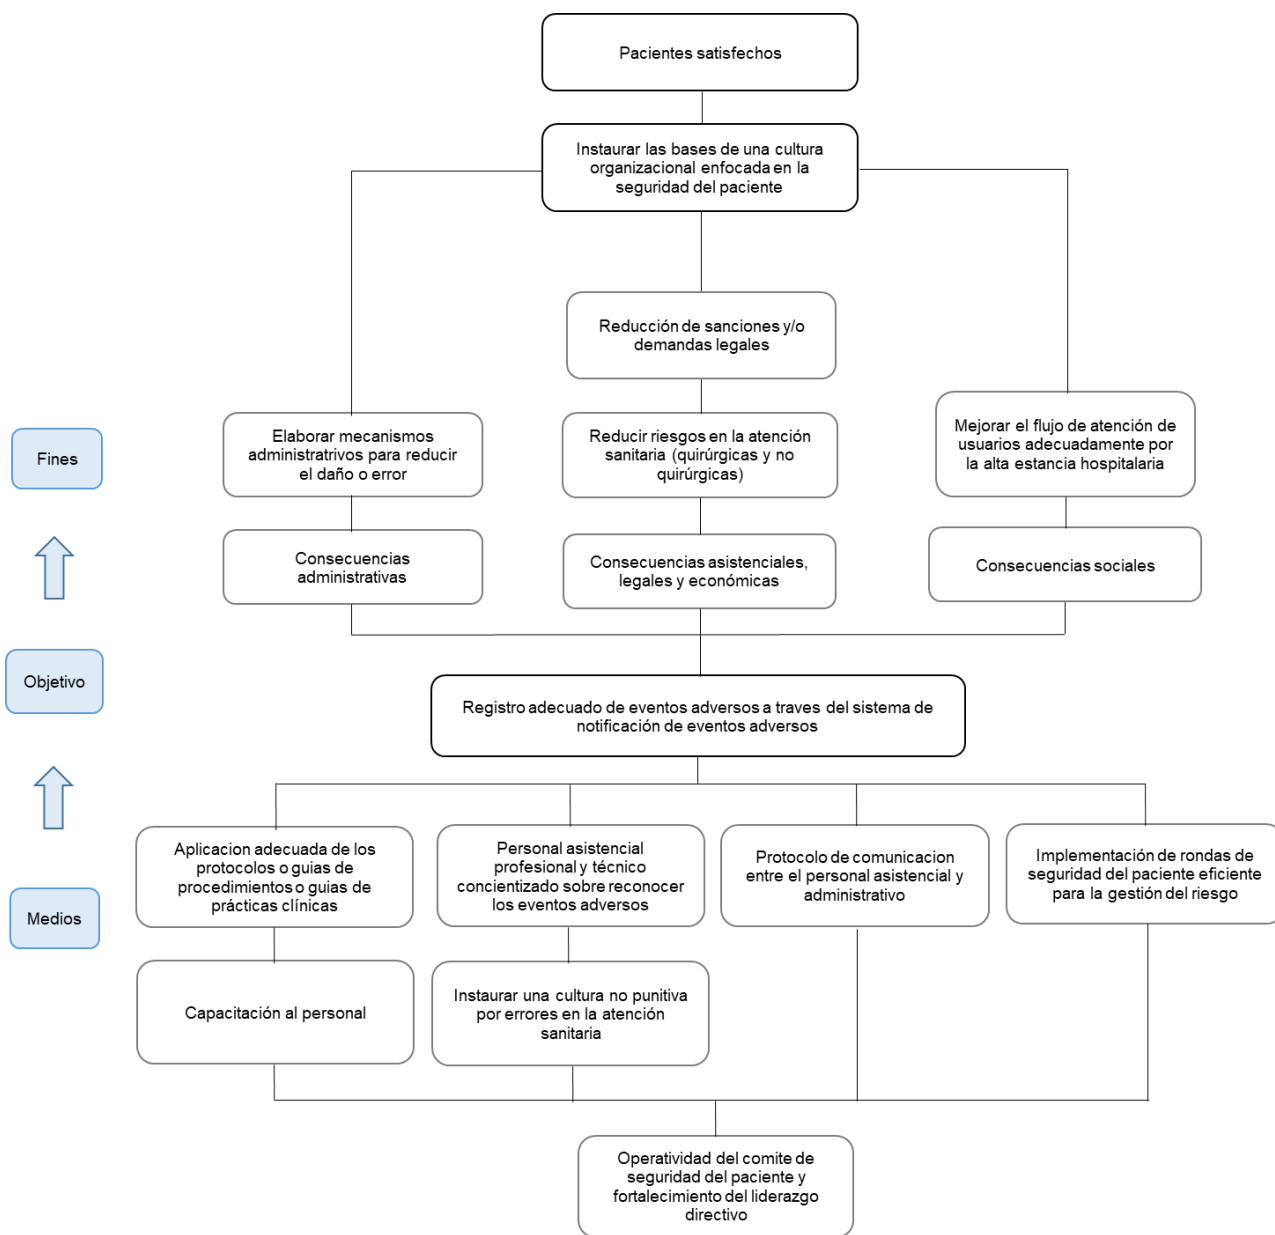 Pacientes satisfechos
Instaurar las bases de una cultura
organizacional enfocada en la
seguridad del paciente
Reducción de sanciones y/o
demandas legales
Fines
Elaborar mecanismos
administratrivos para reducir
el daño o error
Reducir riesgos en la atención
sanitaria (quirúrgicas y no
quirúrgicas)
Mejorar el flujo de atención de
usuarios adecuadamente por
la alta estancia hospitalaria
Consecuencias
administrativas
Consecuencias asistenciales,
legales y económicas
Consecuencias sociales
Objetivo
Registro adecuado de eventos adversos a traves del sistema de
notificación de eventos adversos
Medios
Aplicacion adecuada de los
protocolos o guias de
procedimientos o guias de
prácticas clínicas
Personal asistencial
profesional y técnico
concientizado sobre reconocer
los eventos adversos
Protocolo de comunicacion
entre el personal asistencial y
administrativo
Implementación de rondas de
seguridad del paciente eficiente
para la gestión del riesgo
Capacitación al personal
Instaurar una cultura no punitiva
por errores en la atención
sanitaria
Operatividad del comite de
seguridad del paciente y
fortalecimiento del liderazgo
directivo